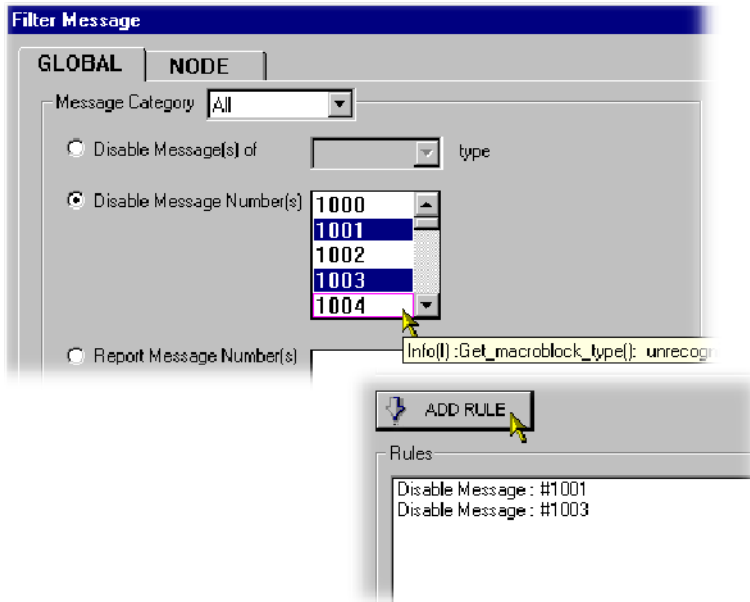 Filter Message
GLOBAL NODE
Message Category All
Disable Message(s) of type
Disable Message Number(s)
1000
1001
1002
1003
1004
Info(I) :Get_macroblock_type(): unrecogn
Report Message Number(s)
ADD RULE
Rules
Disable Message : #1001
Disable Message : #1003